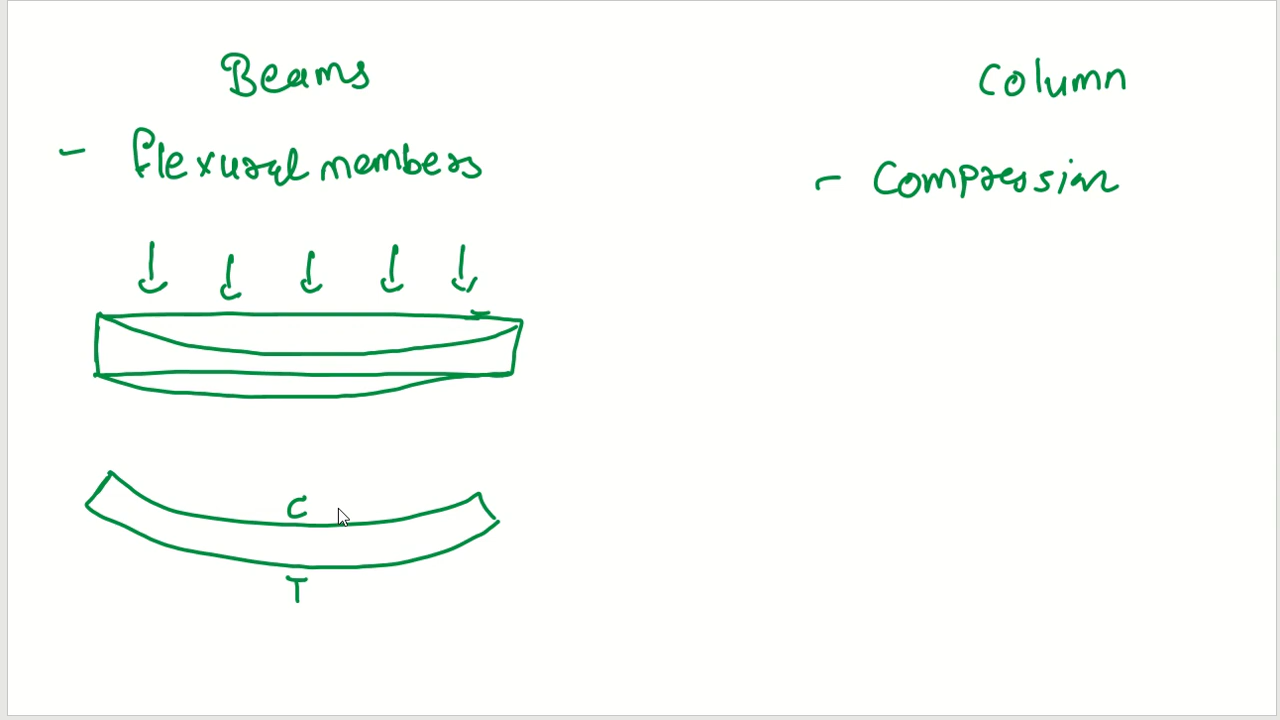 Beams
- flexural members
C
T
Column
- Compression